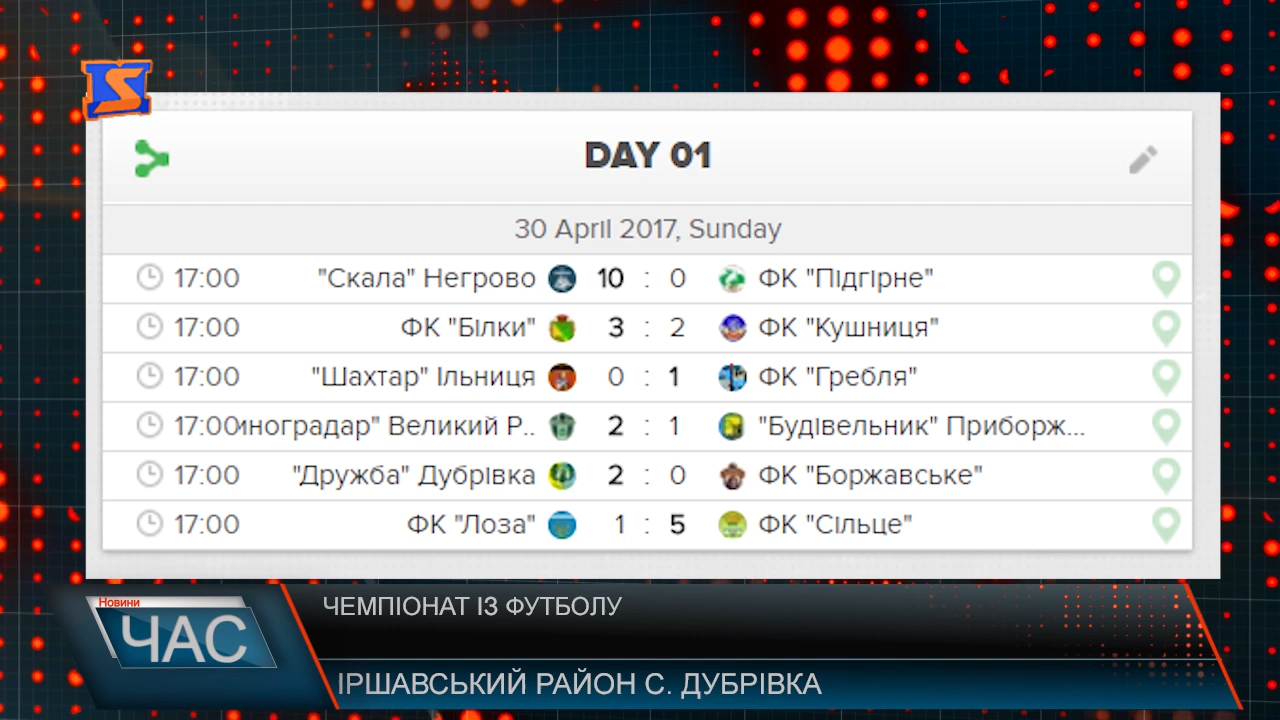 DAY 01
30 April 2017, Sunday
17:00 "Скала" Негрово 10 : 0 ФК "Підгірне"
17:00 ФК "Білки" 3 : 2 ФК "Кушниця"
17:00 "Шахтар" Ільниця 0 : 1 ФК "Гребля"
17:00 иноградар" Великий Р.. 2 : 1 "Будівельник" Приборж...
17:00 "Дружба" Дубрівка 2 : 0 ФК "Боржавське"
17:00 ФК "Лоза" 1 : 5 ФК "Сільце"
Новини
ЧАС
ЧЕМПІОНАТ ІЗ ФУТБОЛУ
ІРШАВСЬКИЙ РАЙОН С. ДУБРІВКА